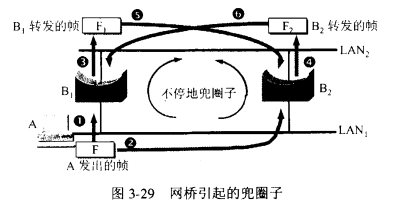 B₁ 转发的帧 F₁ ❺ ❻ F₂ B₂ 转发的帧
LAN₂
❸ ❹
B₁ 不停地兜圈子 B₂
A ❶
LAN₁
F ❷
A 发出的帧
图 3-29 网桥引起的兜圈子